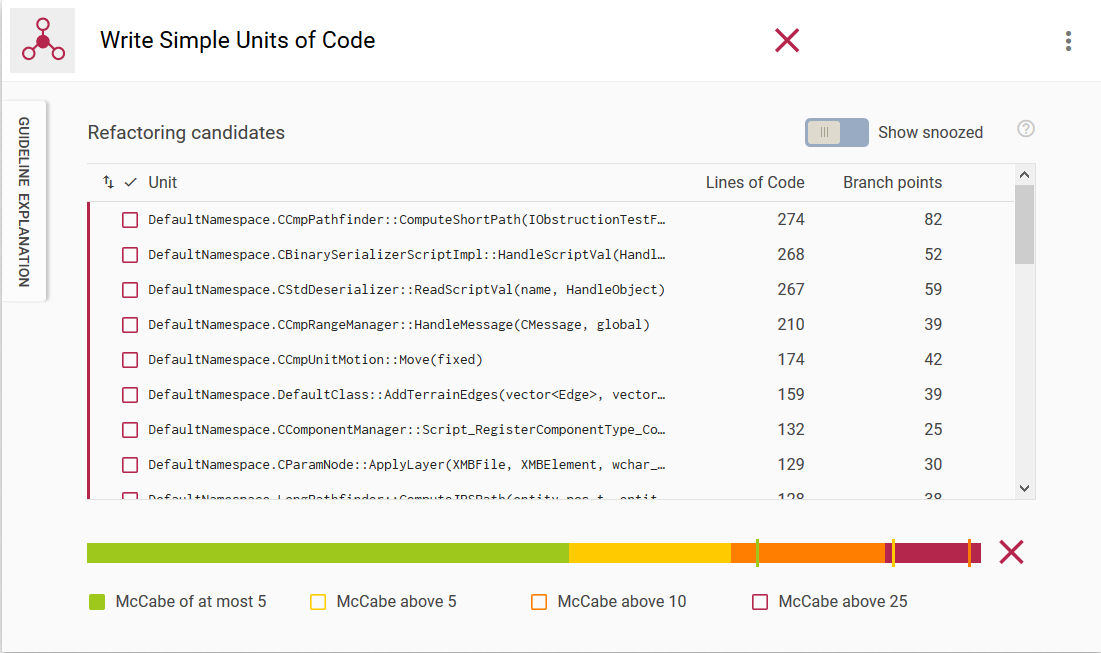 Write Simple Units of Code
GUIDELINE EXPLANATION
Refactoring candidates
Show snoozed
Unit Lines of Code Branch points
DefaultNamespace.CCmpPathfinder::ComputeShortPath(IObstructionTestF… 274 82
DefaultNamespace.CBinarySerializerScriptImpl::HandleScriptVal(Handl… 268 52
DefaultNamespace.CStdDeserializer::ReadScriptVal(name, HandleObject) 267 59
DefaultNamespace.CCmpRangeManager::HandleMessage(CMessage, global) 210 39
DefaultNamespace.CCmpUnitMotion::Move(fixed) 174 42
DefaultNamespace.DefaultClass::AddTerrainEdges(vector<Edge>, vector… 159 39
DefaultNamespace.CComponentManager::Script_RegisterComponentType_Co… 132 25
DefaultNamespace.CParamNode::ApplyLayer(XMBFile, XMBElement, wchar_… 129 30
DefaultNamespace.LongPathfinder::ComputeJPSPath(entity_pos_t, entit… 128 38
McCabe of at most 5 McCabe above 5 McCabe above 10 McCabe above 25